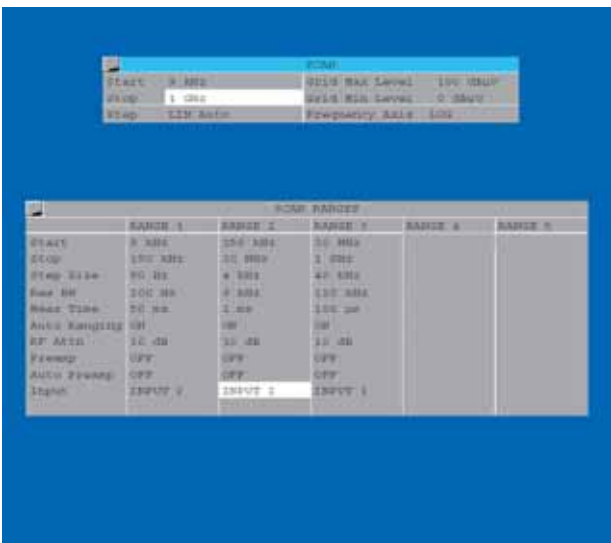 SCAN
Start 9 kHz Grid Max Level 100 dBµV
Stop 1 GHz Grid Min Level 0 dBµV
Step LIN Auto Frequency Axis LOG
SCAN RANGES
RANGE 1 RANGE 2 RANGE 3 RANGE 4 RANGE 5
Start 9 kHz 150 kHz 30 MHz
Stop 150 kHz 30 MHz 1 GHz
Step Size 80 Hz 4 kHz 40 kHz
Res BW 200 Hz 9 kHz 120 kHz
Meas Time 50 ms 1 ms 100 µs
Auto Ranging ON ON ON
RF Attn 10 dB 10 dB 10 dB
Preamp OFF OFF OFF
Auto Preamp OFF OFF OFF
Input INPUT 2 INPUT 2 INPUT 1